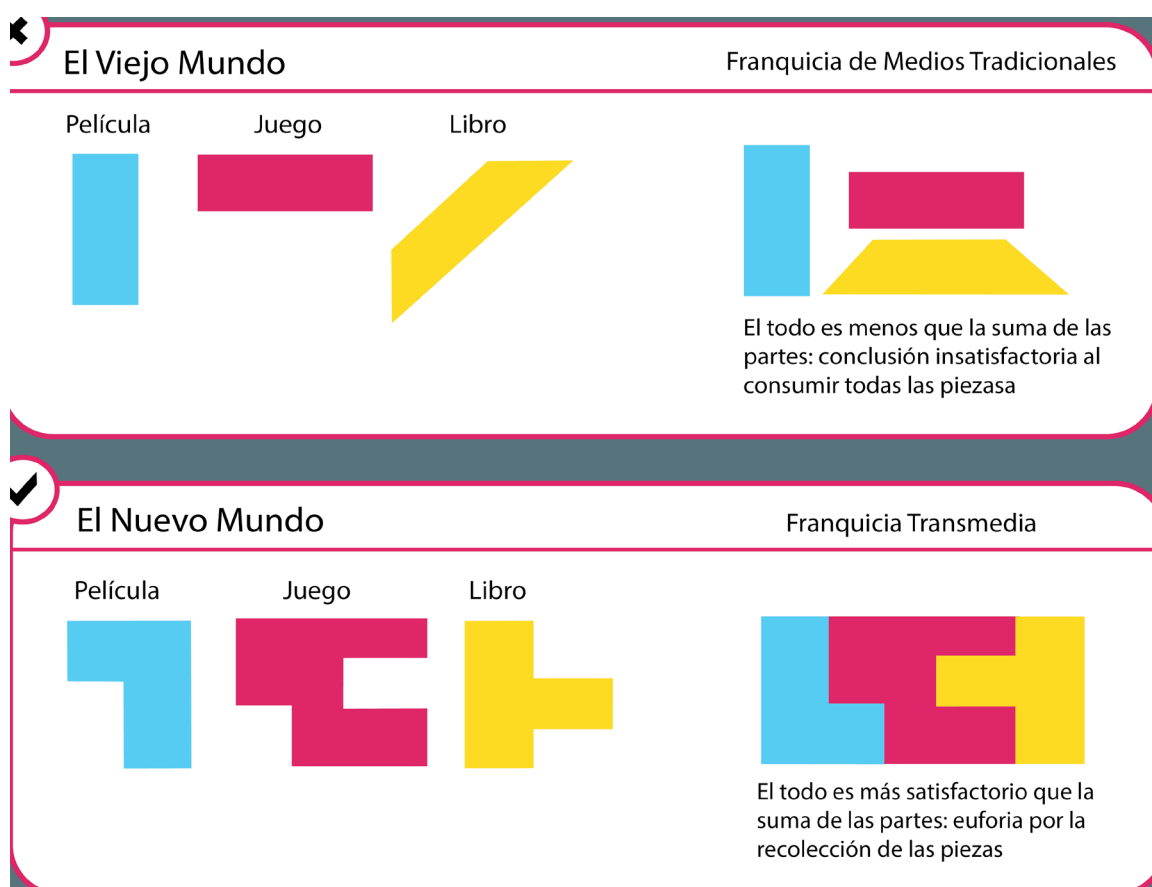 El Viejo Mundo
Franquicia de Medios Tradicionales
Película
Juego
Libro
El todo es menos que la suma de las
partes: conclusión insatisfactoria al
consumir todas las piezasa
El Nuevo Mundo
Franquicia Transmedia
Película
Juego
Libro
El todo es más satisfactorio que la
suma de las partes: euforia por la
recolección de las piezas